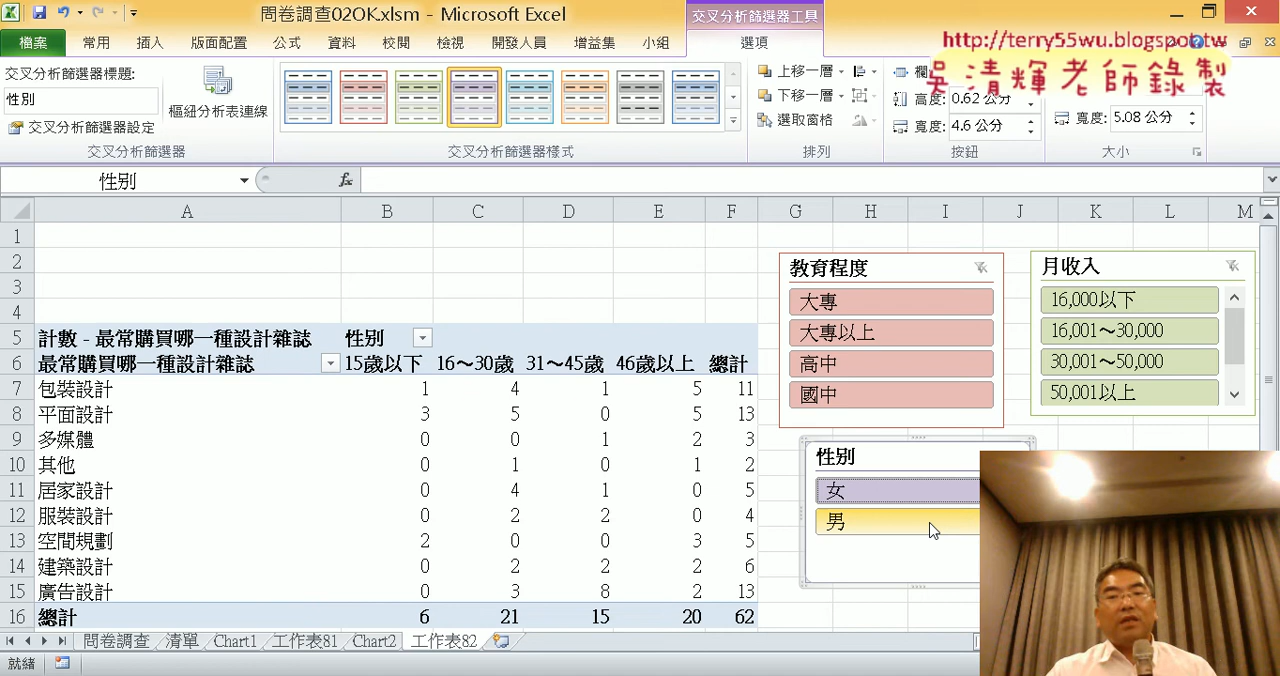 問卷調查02OK.xlsm - Microsoft Excel
交叉分析篩選器工具
檔案 常用 插入 版面配置 公式 資料 校閱 檢視 開發人員 增益集 小組 選項
http://terry55wu.blogspot.tw
吳清輝老師錄製
交叉分析篩選器標題:
性別
交叉分析篩選器設定
樞紐分析表連線
交叉分析篩選器
交叉分析篩選器樣式
上移一層
下移一層
選取窗格
排列
欄
高度: 0.62 公分
寬度: 4.6 公分
按鈕
寬度: 5.08 公分
大小
性別 fx
A B C D E F G H I J K L M
1
2
3
4
5 計數 - 最常購買哪一種設計雜誌 性別
6 最常購買哪一種設計雜誌 15歲以下 16～30歲 31～45歲 46歲以上 總計
7 包裝設計 1 4 1 5 11
8 平面設計 3 5 0 5 13
9 多媒體 0 0 1 2 3
10 其他 0 1 0 1 2
11 居家設計 0 4 1 0 5
12 服裝設計 0 2 2 0 4
13 空間規劃 2 0 0 3 5
14 建築設計 0 2 2 2 6
15 廣告設計 0 3 8 2 13
16 總計 6 21 15 20 62
教育程度
大專
大專以上
高中
國中
月收入
16,000以下
16,001～30,000
30,001～50,000
50,001以上
性別
女
男
問卷調查 清單 Chart1 工作表81 Chart2 工作表82
就緒